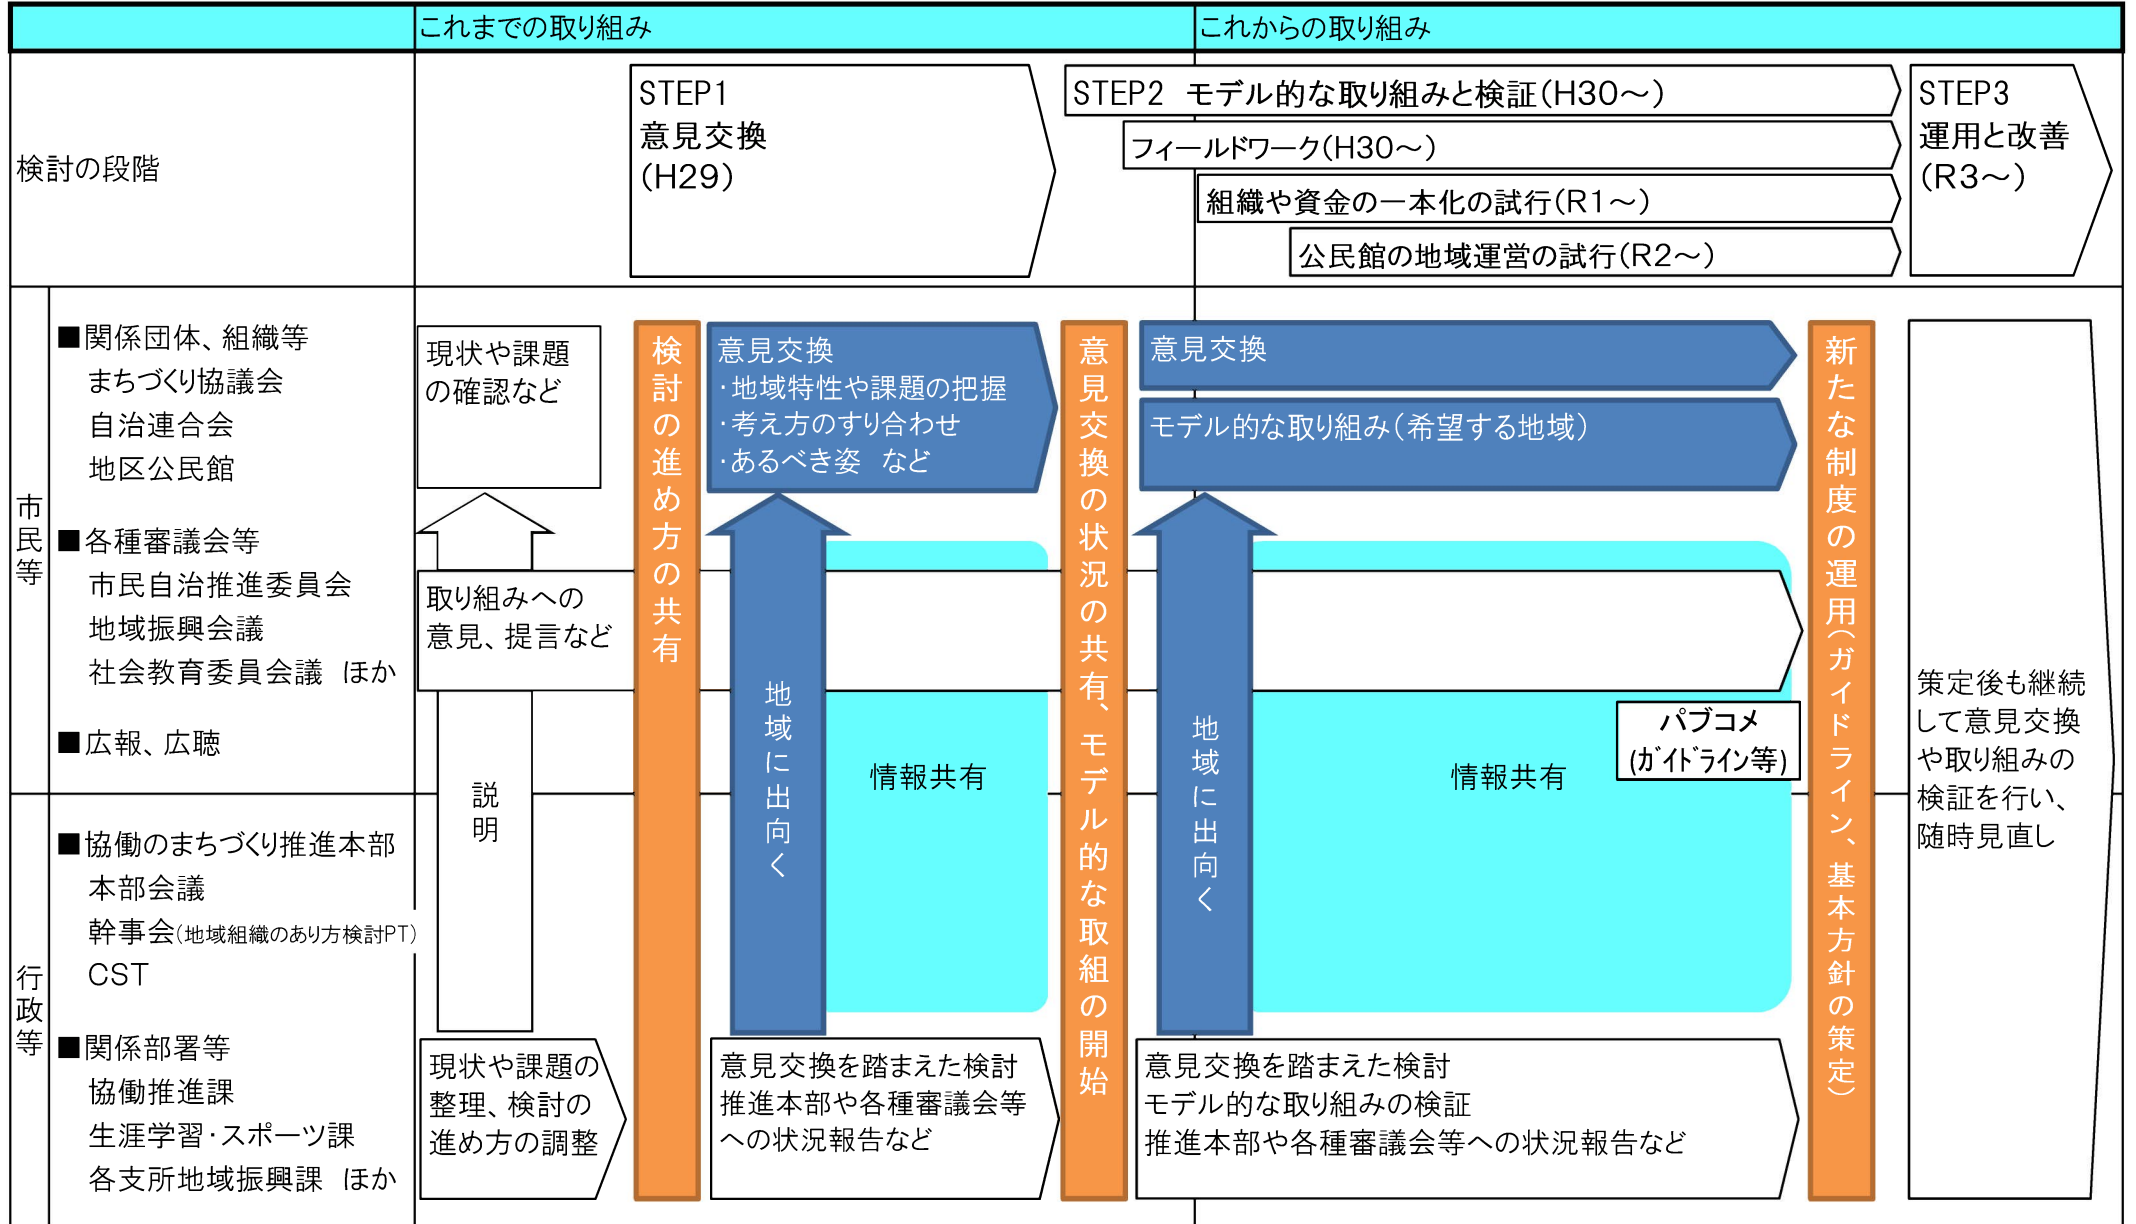 これまでの取り組み
これからの取り組み
検討の段階
STEP1
意見交換
(H29)
STEP2　モデル的な取り組みと検証(H30～)
フィールドワーク(H30～)
組織や資金の一本化の試行(R1～)
公民館の地域運営の試行(R2～)
STEP3
運用と改善
(R3～)
市民等
■関係団体、組織等
まちづくり協議会
自治連合会
地区公民館
■各種審議会等
市民自治推進委員会
地域振興会議
社会教育委員会議　ほか
■広報、広聴
行政等
■協働のまちづくり推進本部
本部会議
幹事会(地域組織のあり方検討PT)
CST
■関係部署等
協働推進課
生涯学習・スポーツ課
各支所地域振興課　ほか
現状や課題
の確認など
取り組みへの
意見、提言など
説明
現状や課題の
整理、検討の
進め方の調整
検討の進め方の共有
意見交換
・地域特性や課題の把握
・考え方のすり合わせ
・あるべき姿　など
地域に出向く
情報共有
意見交換を踏まえた検討
推進本部や各種審議会等
への状況報告など
意見交換の状況の共有、モデル的な取組の開始
意見交換
モデル的な取り組み(希望する地域)
地域に出向く
情報共有
パブコメ
(ｶﾞｲﾄﾞﾗｲﾝ等)
意見交換を踏まえた検討
モデル的な取り組みの検証
推進本部や各種審議会等への状況報告など
新たな制度の運用(ガイドライン、基本方針の策定)
策定後も継続
して意見交換
や取り組みの
検証を行い、
随時見直し